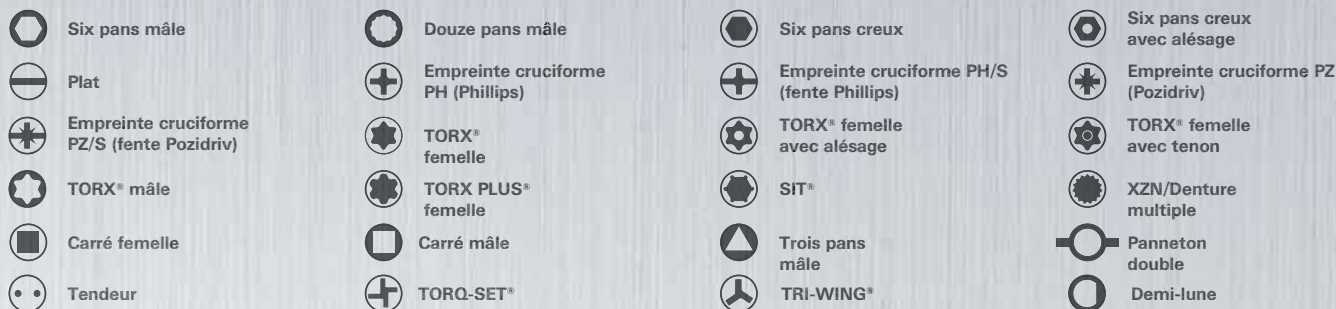 Six pans mâle
Douze pans mâle
Six pans creux
Six pans creux
avec alésage
Plat
Empreinte cruciforme
PH (Phillips)
Empreinte cruciforme PH/S
(fente Phillips)
Empreinte cruciforme PZ
(Pozidriv)
Empreinte cruciforme
PZ/S (fente Pozidriv)
TORX®
femelle
TORX® femelle
avec alésage
TORX® femelle
avec tenon
TORX® mâle
TORX PLUS®
femelle
SIT®
XZN/Denture
multiple
Carré femelle
Carré mâle
Trois pans
mâle
Panneton
double
Tendeur
TORQ-SET®
TRI-WING®
Demi-lune